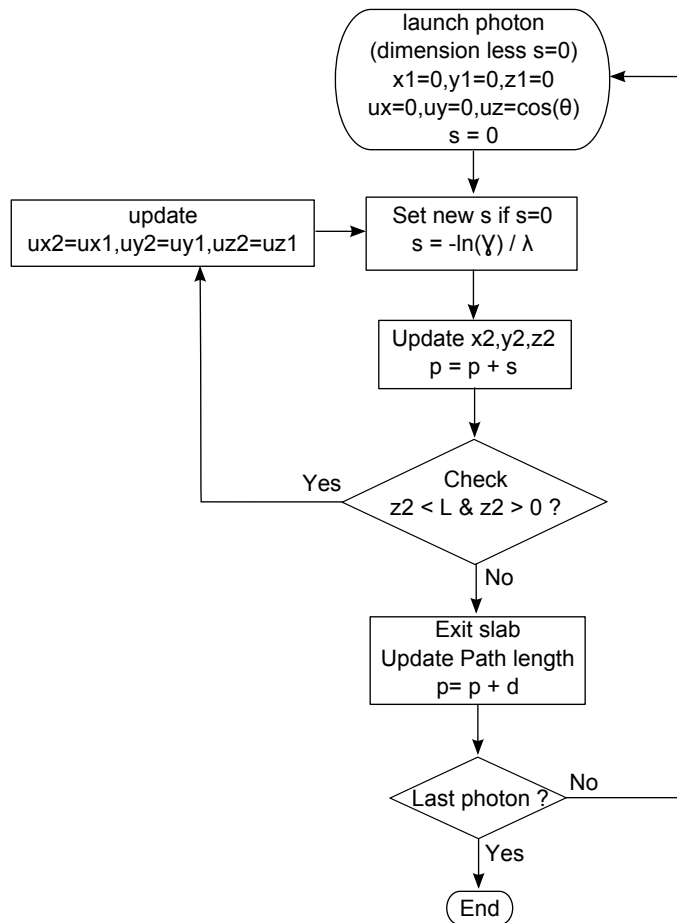 launch photon
(dimension less s=0)
x1=0,y1=0,z1=0
ux=0,uy=0,uz=cos(θ)
s = 0
update
ux2=ux1,uy2=uy1,uz2=uz1
Set new s if s=0
s = -ln(Ɣ) / λ
Update x2,y2,z2
p = p + s
Yes
Check
z2 < L & z2 > 0 ?
No
Exit slab
Update Path length
p= p + d
Last photon ?
No
Yes
End